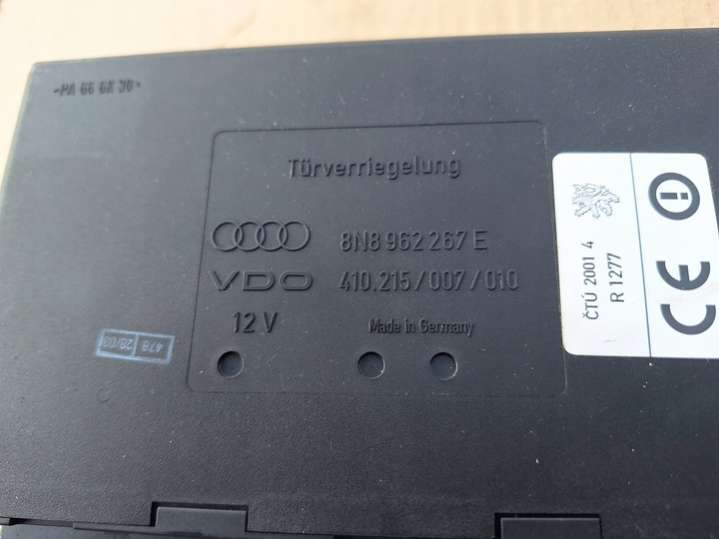 >PA 66 GK 30<
Türverriegelung
8N8 962 267 E
VDO 410.215/007/010
12 V Made in Germany
478
28/03
ČTÚ 2001 4
R 1277
CE